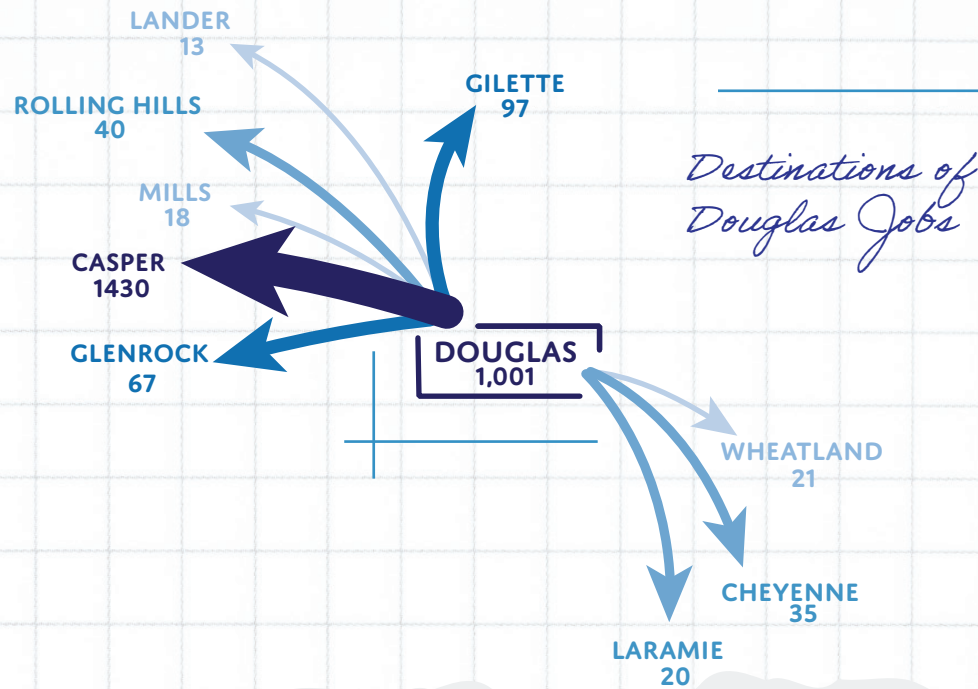 LANDER
13
GILETTE
97
ROLLING HILLS
40
Destinations of
Douglas Jobs
MILLS
18
CASPER
1430
GLENROCK
67
DOUGLAS
1,001
WHEATLAND
21
CHEYENNE
35
LARAMIE
20